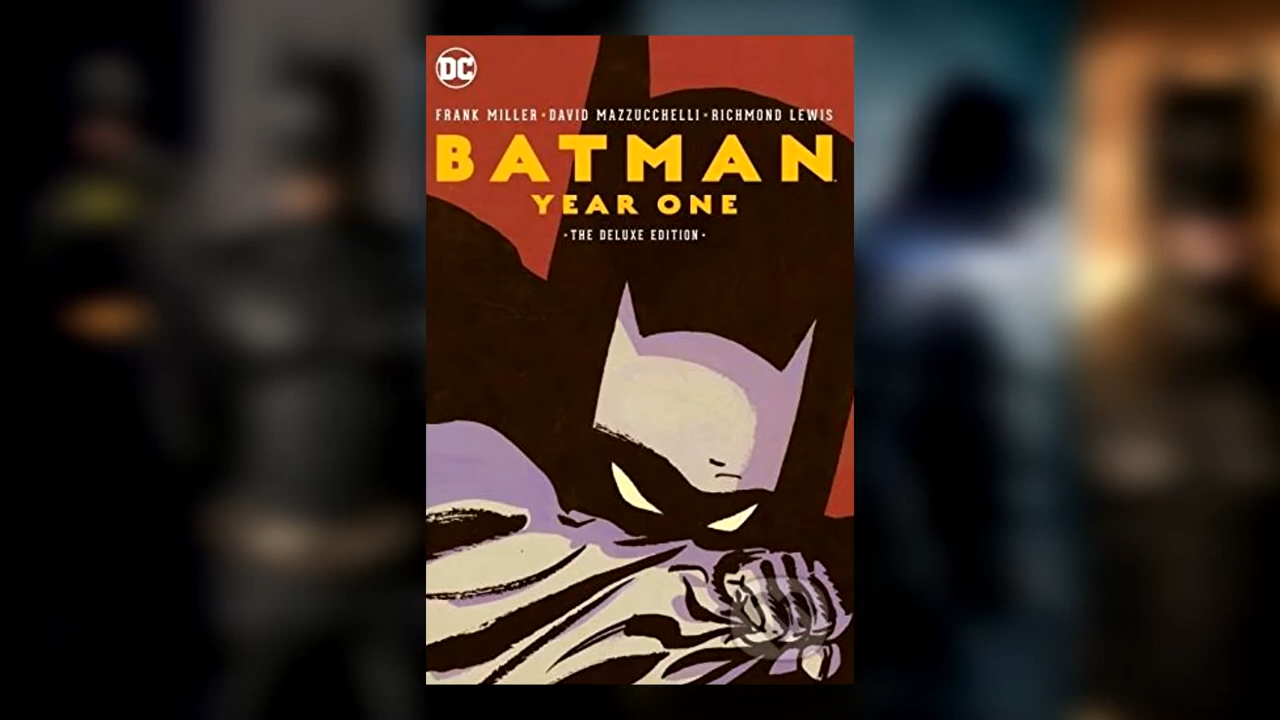 DC
FRANK MILLER • DAVID MAZZUCCHELLI • RICHMOND LEWIS
BATMAN
YEAR ONE
• THE DELUXE EDITION •